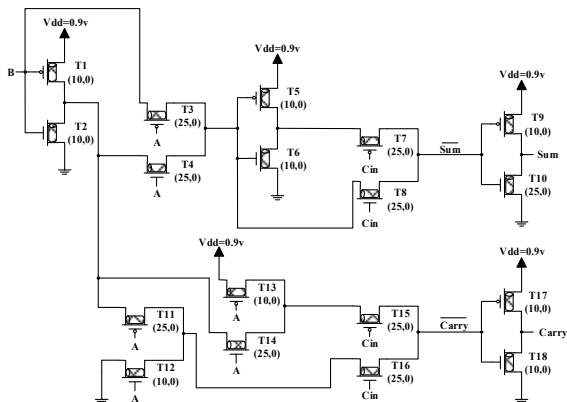 Vdd=0.9v
B
T1
(10,0)
T2
(10,0)
T3
(25,0)
A
T4
(25,0)
A
Vdd=0.9v
T5
(10,0)
T6
(10,0)
T7
(25,0)
Cin
T8
(25,0)
Cin
Sum
Vdd=0.9v
T9
(10,0)
Sum
T10
(25,0)
Vdd=0.9v
T13
(10,0)
A
T11
(25,0)
A
T14
(25,0)
A
T12
(10,0)
A
T15
(25,0)
Cin
T16
(25,0)
Cin
Carry
Vdd=0.9v
T17
(10,0)
Carry
T18
(10,0)